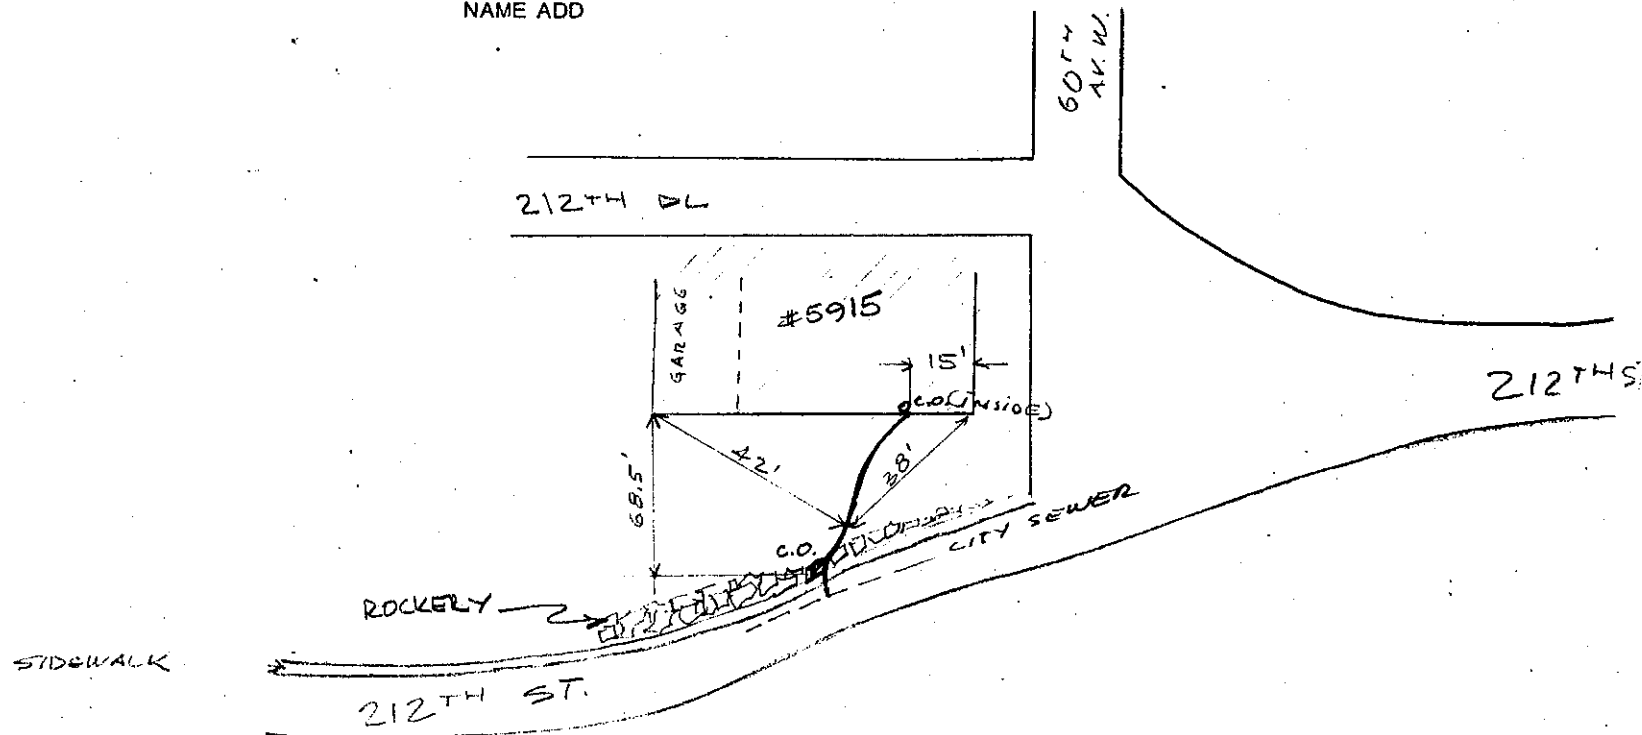 NAME ADD
60TH
AV. W.
212TH PL
GARAGE
#5915
15'
C.O. (INSIDE)
212TH S
42'
38'
68.5'
C.O.
CITY SEWER
ROCKERY
SIDEWALK
212TH ST.